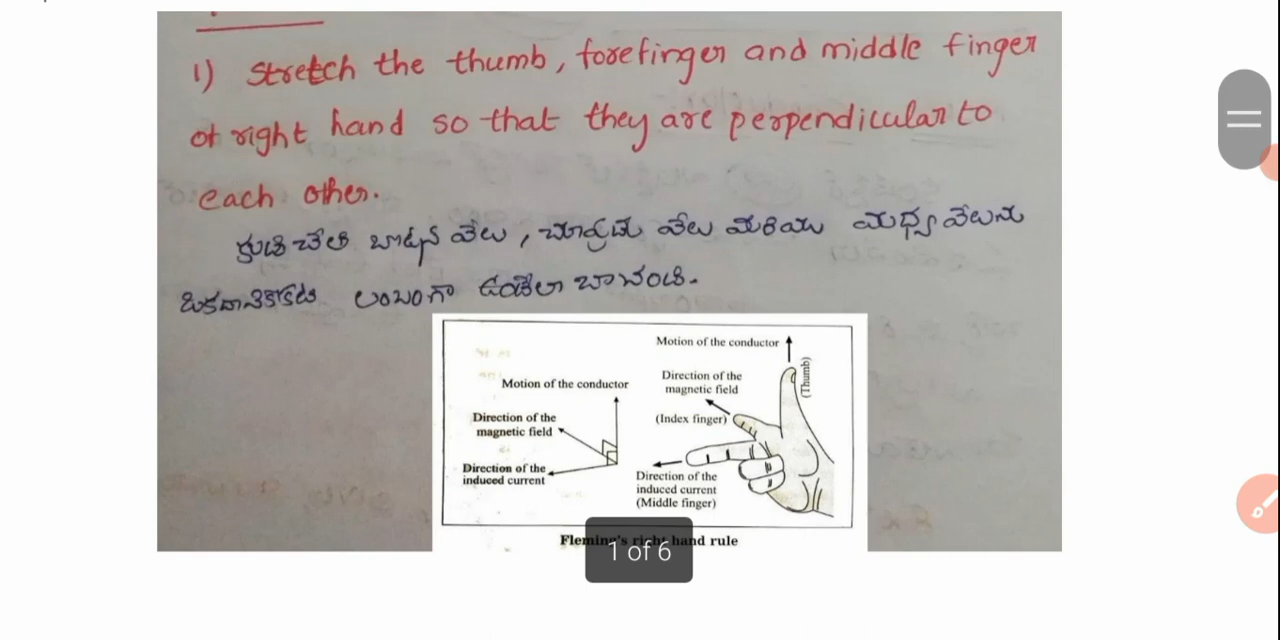 1) Stretch the thumb, forefinger and middle finger
of right hand so that they are perpendicular to
each other.
కుడి చేతి బొటన వేలు, చూపుడు వేలు మరియు మధ్య వేలును
ఒకదానికొకటి లంబంగా ఉండేలా చాచండి.
Motion of the conductor
Direction of the
magnetic field
Direction of the
induced current
Motion of the conductor
(Thumb)
Direction of the
magnetic field
(Index finger)
Direction of the
induced current
(Middle finger)
Fleming's right hand rule
1 of 6